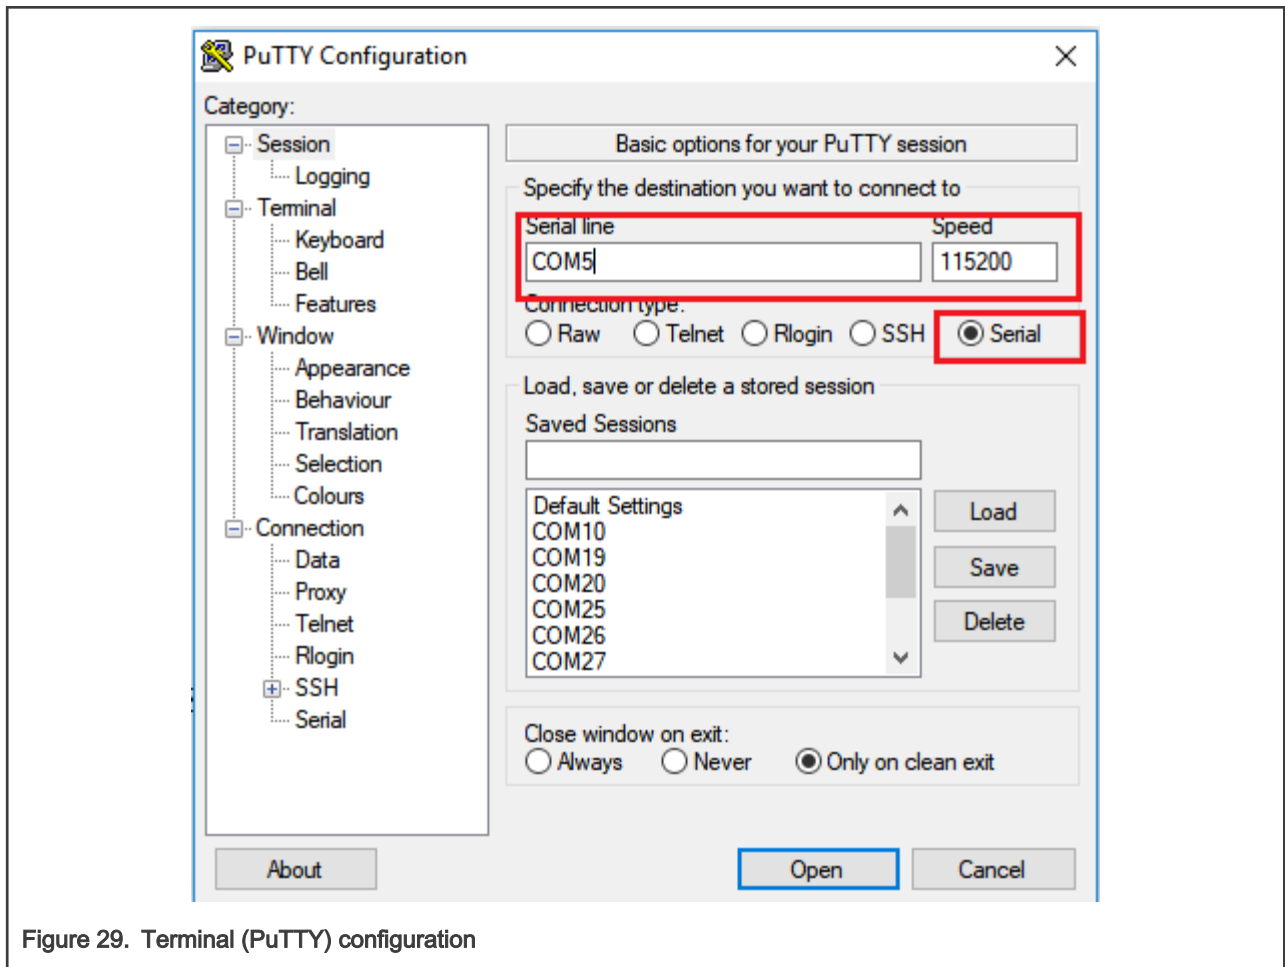 PuTTY Configuration
Category:
Session
Logging
Terminal
Keyboard
Bell
Features
Window
Appearance
Behaviour
Translation
Selection
Colours
Connection
Data
Proxy
Telnet
Rlogin
SSH
Serial
Basic options for your PuTTY session
Specify the destination you want to connect to
Serial line Speed
COM5 115200
Connection type:
Raw Telnet Rlogin SSH Serial
Load, save or delete a stored session
Saved Sessions
Default Settings
COM10
COM19
COM20
COM25
COM26
COM27
Load
Save
Delete
Close window on exit:
Always Never Only on clean exit
About Open Cancel
Figure 29. Terminal (PuTTY) configuration